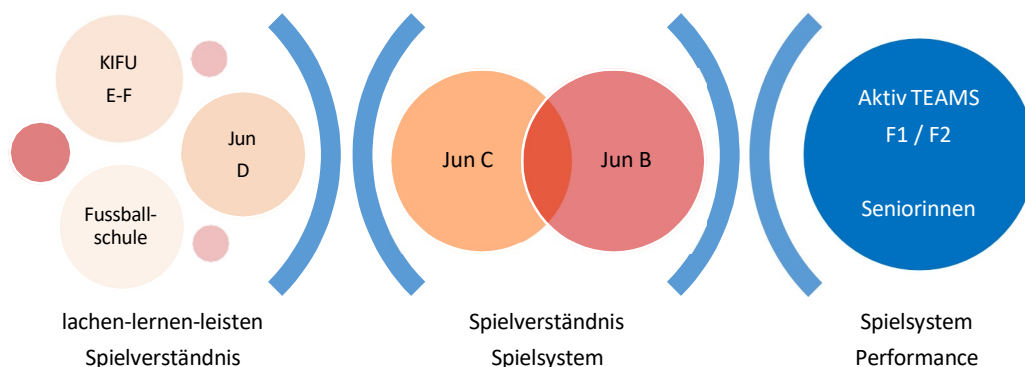 KIFU
E-F
Jun
D
Fussball-
schule
lachen-lernen-leisten
Spielverständnis
Jun C
Jun B
Spielverständnis
Spielsystem
Aktiv TEAMS
F1 / F2
Seniorinnen
Spielsystem
Performance